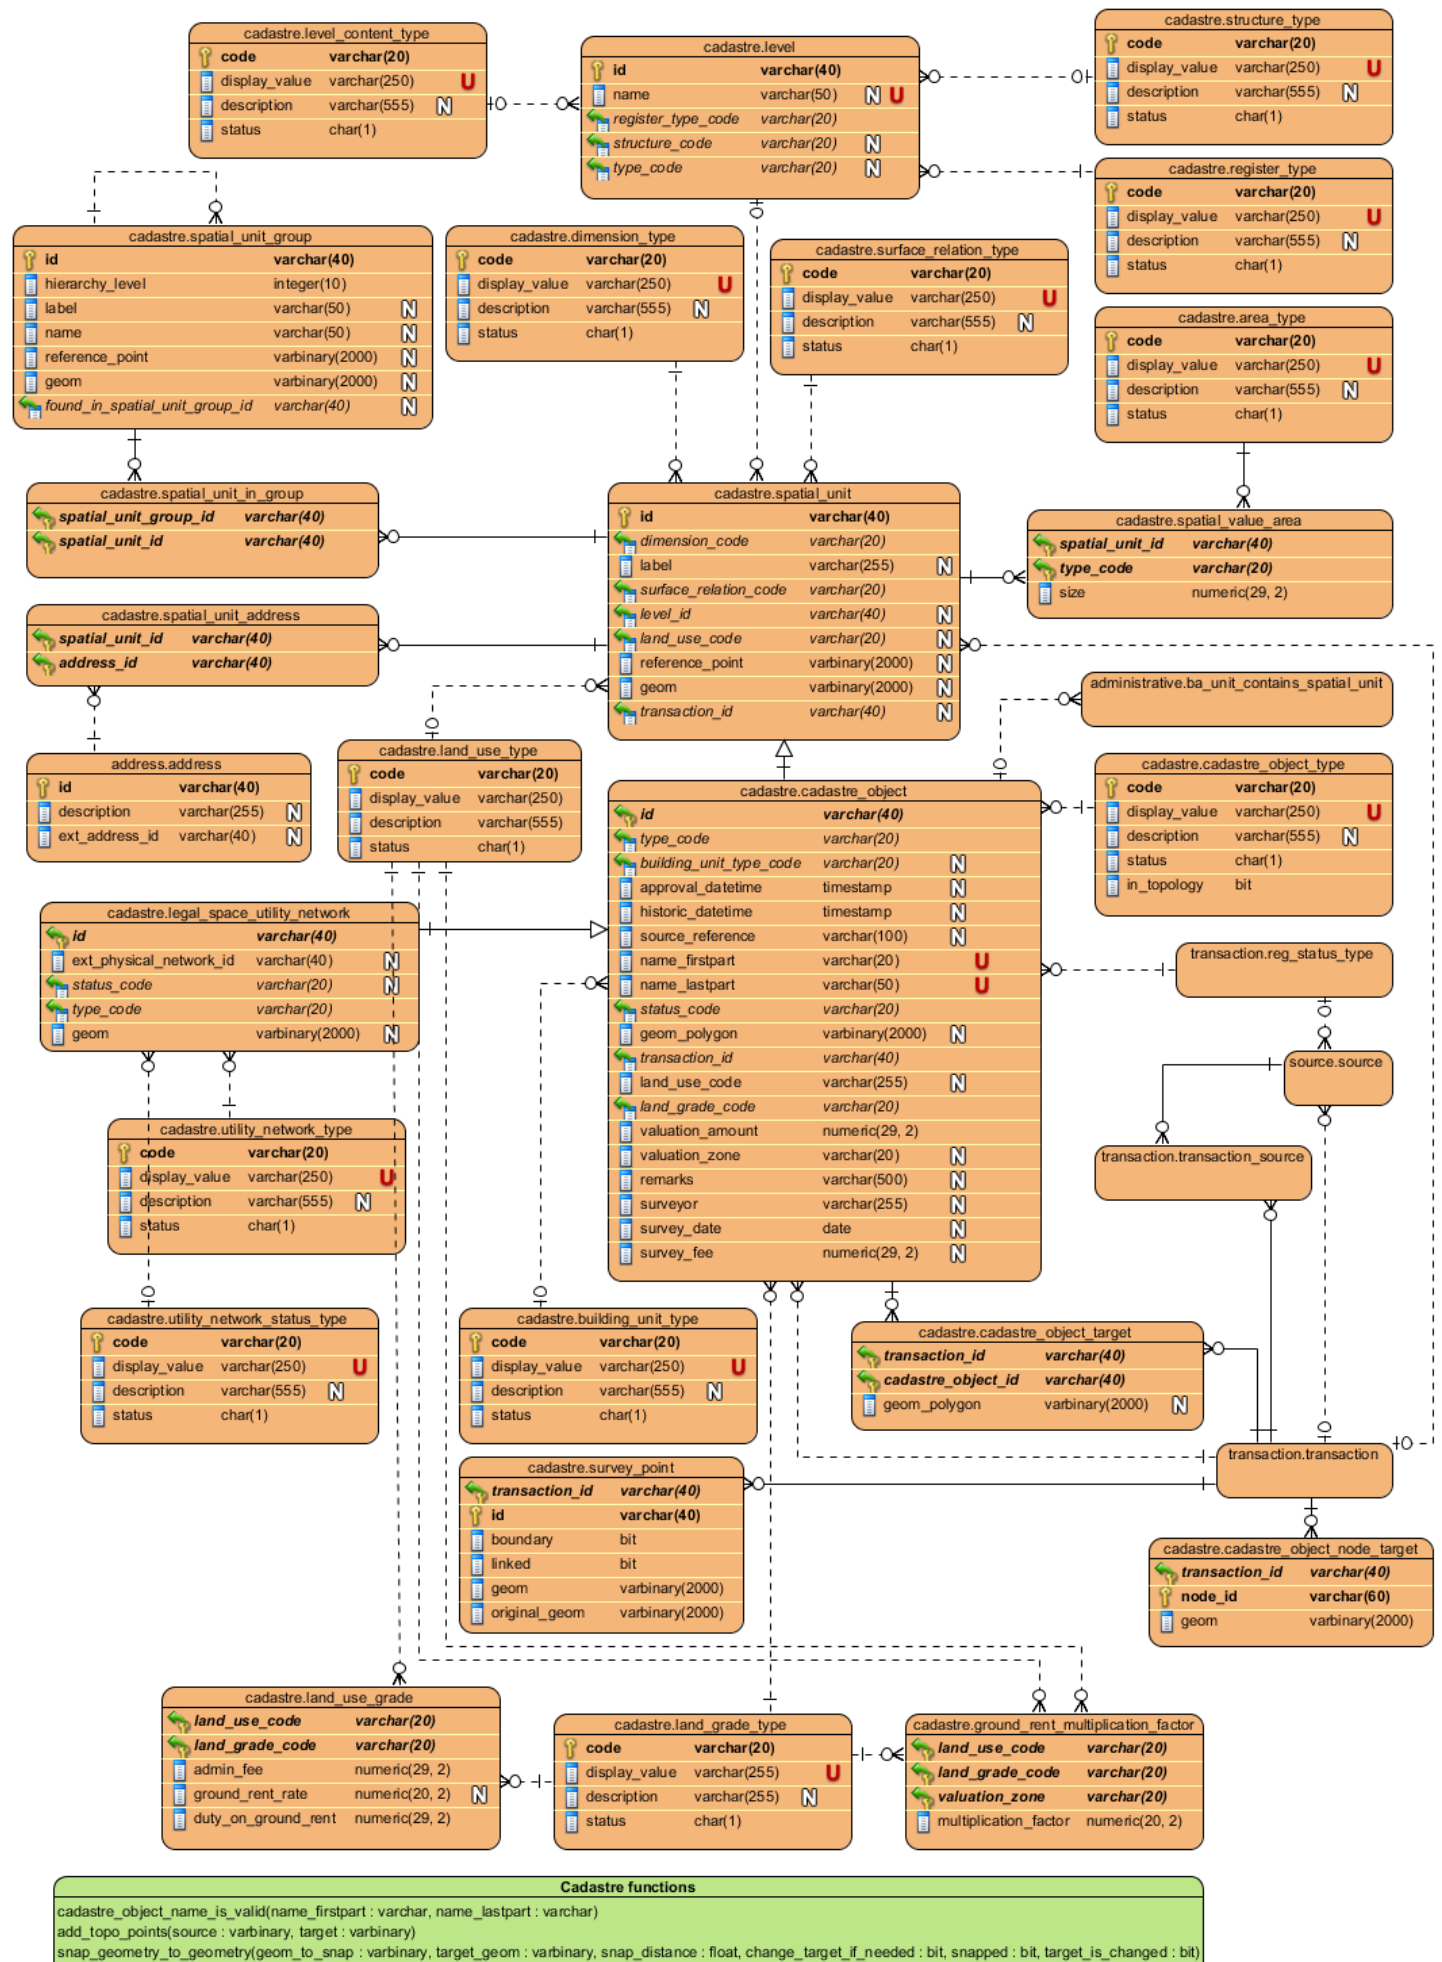 cadastre.level_content_type
code varchar(20)
display_value varchar(250) U
description varchar(555) N
status char(1)
cadastre.level
id varchar(40)
name varchar(50) N U
register_type_code varchar(20)
structure_code varchar(20) N
type_code varchar(20) N
cadastre.structure_type
code varchar(20)
display_value varchar(250) U
description varchar(555) N
status char(1)
cadastre.register_type
code varchar(20)
display_value varchar(250) U
description varchar(555) N
status char(1)
cadastre.spatial_unit_group
id varchar(40)
hierarchy_level integer(10)
label varchar(50) N
name varchar(50) N
reference_point varbinary(2000) N
geom varbinary(2000) N
found_in_spatial_unit_group_id varchar(40) N
cadastre.dimension_type
code varchar(20)
display_value varchar(250) U
description varchar(555) N
status char(1)
cadastre.surface_relation_type
code varchar(20)
display_value varchar(250) U
description varchar(555) N
status char(1)
cadastre.area_type
code varchar(20)
display_value varchar(250) U
description varchar(555) N
status char(1)
cadastre.spatial_unit_in_group
spatial_unit_group_id varchar(40)
spatial_unit_id varchar(40)
cadastre.spatial_unit
id varchar(40)
dimension_code varchar(20)
label varchar(255) N
surface_relation_code varchar(20)
level_id varchar(40) N
land_use_code varchar(20) N
reference_point varbinary(2000) N
geom varbinary(2000) N
transaction_id varchar(40) N
cadastre.spatial_value_area
spatial_unit_id varchar(40)
type_code varchar(20)
size numeric(29, 2)
cadastre.spatial_unit_address
spatial_unit_id varchar(40)
address_id varchar(40)
administrative.ba_unit_contains_spatial_unit
address.address
id varchar(40)
description varchar(255) N
ext_address_id varchar(40) N
cadastre.land_use_type
code varchar(20)
display_value varchar(250)
description varchar(555)
status char(1)
cadastre.cadastre_object
id varchar(40)
type_code varchar(20)
building_unit_type_code varchar(20) N
approval_datetime timestamp N
historic_datetime timestamp N
source_reference varchar(100) N
name_firstpart varchar(20) U
name_lastpart varchar(50) U
status_code varchar(20)
geom_polygon varbinary(2000) N
transaction_id varchar(40)
land_use_code varchar(255) N
land_grade_code varchar(20)
valuation_amount numeric(29, 2)
valuation_zone varchar(20) N
remarks varchar(500) N
surveyor varchar(255) N
survey_date date N
survey_fee numeric(29, 2) N
cadastre.cadastre_object_type
code varchar(20)
display_value varchar(250) U
description varchar(555) N
status char(1)
in_topology bit
cadastre.legal_space_utility_network
id varchar(40)
ext_physical_network_id varchar(40) N
status_code varchar(20) N
type_code varchar(20)
geom varbinary(2000) N
transaction.reg_status_type
source.source
transaction.transaction_source
cadastre.utility_network_type
code varchar(20)
display_value varchar(250) U
description varchar(555) N
status char(1)
cadastre.utility_network_status_type
code varchar(20)
display_value varchar(250) U
description varchar(555) N
status char(1)
cadastre.building_unit_type
code varchar(20)
display_value varchar(250) U
description varchar(555) N
status char(1)
cadastre.cadastre_object_target
transaction_id varchar(40)
cadastre_object_id varchar(40)
geom_polygon varbinary(2000) N
transaction.transaction
cadastre.survey_point
transaction_id varchar(40)
id varchar(40)
boundary bit
linked bit
geom varbinary(2000)
original_geom varbinary(2000)
cadastre.cadastre_object_node_target
transaction_id varchar(40)
node_id varchar(60)
geom varbinary(2000)
cadastre.land_use_grade
land_use_code varchar(20)
land_grade_code varchar(20)
admin_fee numeric(29, 2)
ground_rent_rate numeric(20, 2) N
duty_on_ground_rent numeric(29, 2)
cadastre.land_grade_type
code varchar(20)
display_value varchar(255) U
description varchar(255) N
status char(1)
cadastre.ground_rent_multiplication_factor
land_use_code varchar(20)
land_grade_code varchar(20)
valuation_zone varchar(20)
multiplication_factor numeric(20, 2)
Cadastre functions
cadastre_object_name_is_valid(name_firstpart : varchar, name_lastpart : varchar)
add_topo_points(source : varbinary, target : varbinary)
snap_geometry_to_geometry(geom_to_snap : varbinary, target_geom : varbinary, snap_distance : float, change_target_if_needed : bit, snapped : bit, target_is_changed : bit)